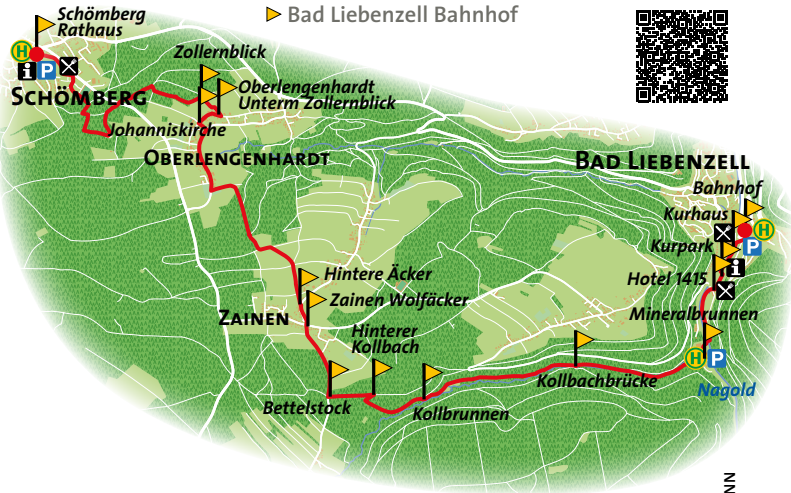 Bad Liebenzell Bahnhof
Schömberg
Rathaus
H
i P
SCHÖMBERG
Zollernblick
Oberlengenhardt
Unterm Zollernblick
Johanniskirche
OBERLENGENHARDT
BAD LIEBENZELL
Bahnhof
Kurhaus
H
Kurpark
P
i
Hotel 1415
Hintere Äcker
Zainen Wolfäcker
ZAINEN
Mineralbrunnen
Hinterer
Kollbach
H P
Kollbachbrücke
Nagold
Bettelstock
Kollbrunnen
NN